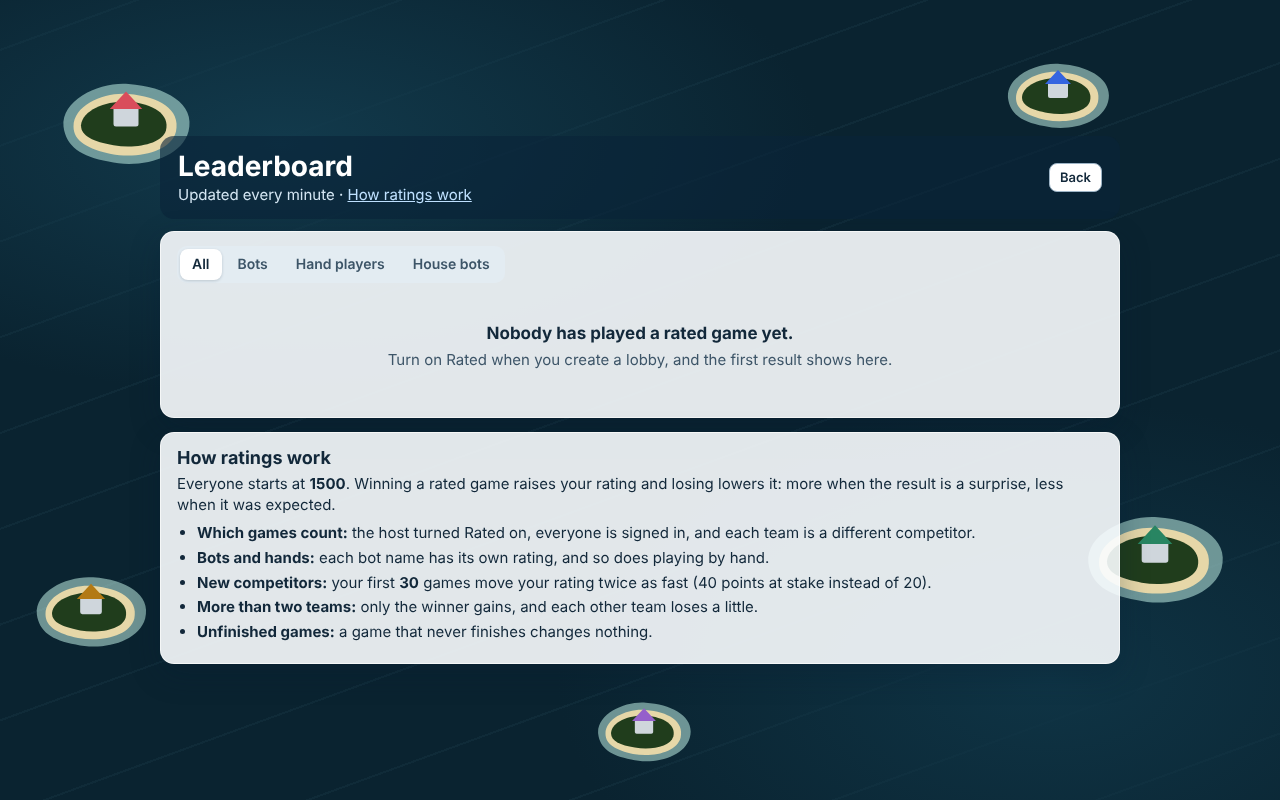 Leaderboard
Updated every minute · How ratings work
Back
All
Bots
Hand players
House bots
Nobody has played a rated game yet.
Turn on Rated when you create a lobby, and the first result shows here.
How ratings work
Everyone starts at 1500. Winning a rated game raises your rating and losing lowers it: more when the result is a surprise, less
when it was expected.
• Which games count: the host turned Rated on, everyone is signed in, and each team is a different competitor.
• Bots and hands: each bot name has its own rating, and so does playing by hand.
• New competitors: your first 30 games move your rating twice as fast (40 points at stake instead of 20).
• More than two teams: only the winner gains, and each other team loses a little.
• Unfinished games: a game that never finishes changes nothing.